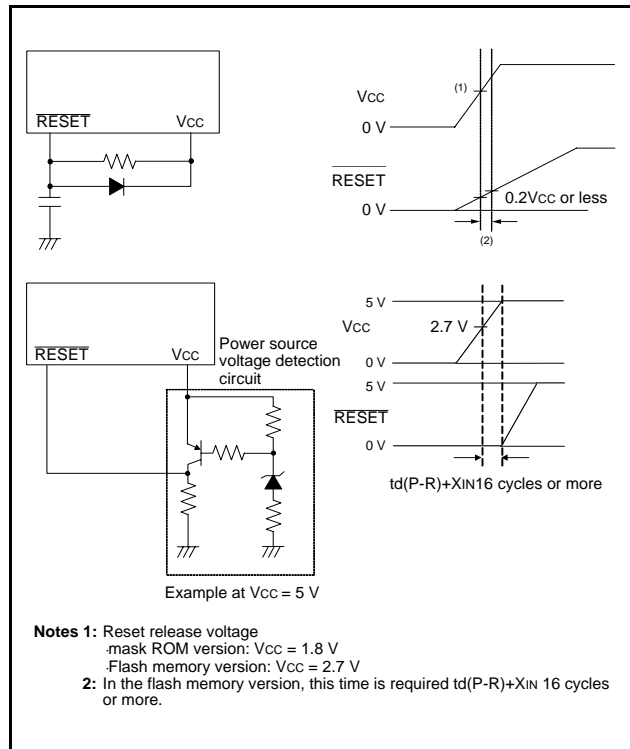 RESET
VCC
VCC
(1)
0 V
RESET
0 V
0.2VCC or less
(2)
RESET
VCC
Power source
voltage detection
circuit
Example at VCC = 5 V
5 V
VCC
2.7 V
0 V
5 V
RESET
0 V
td(P-R)+XIN16 cycles or more
Notes 1: Reset release voltage
·mask ROM version: VCC = 1.8 V
·Flash memory version: VCC = 2.7 V
2: In the flash memory version, this time is required td(P-R)+XIN 16 cycles
or more.